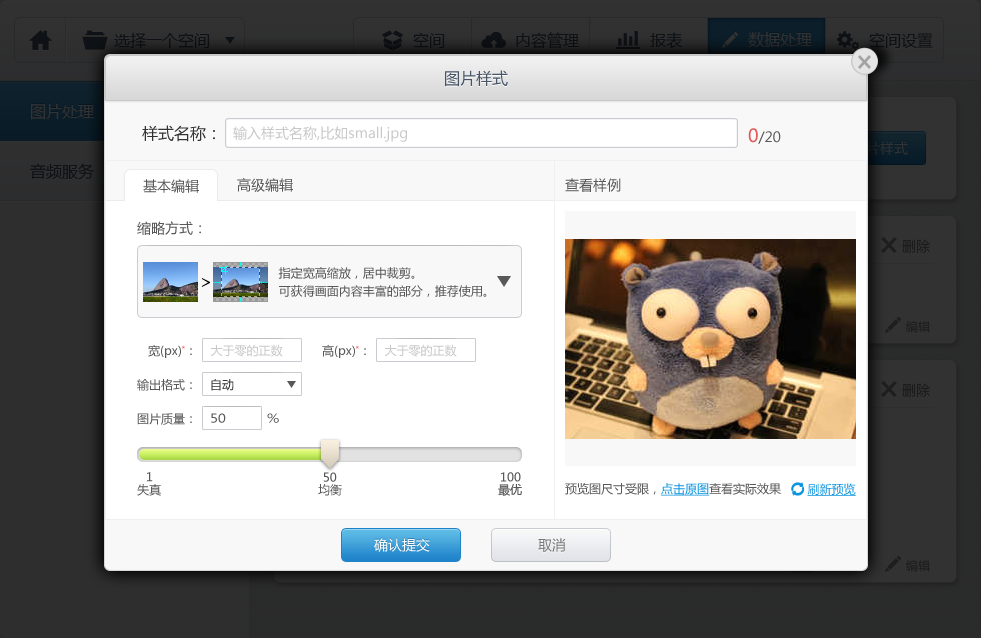 选择一个空间
空间
内容管理
报表
数据处理
空间设置
图片处理
音频服务
片样式
删除
编辑
删除
编辑
图片样式
样式名称：
输入样式名称,比如small.jpg
0/20
基本编辑
高级编辑
查看样例
缩略方式：
>
指定宽高缩放，居中裁剪。
可获得画面内容丰富的部分，推荐使用。
宽(px)*：
大于零的正数
高(px)*：
大于零的正数
输出格式：
自动
图片质量：
50
%
1
50
100
失真
均衡
最优
预览图尺寸受限，点击原图查看实际效果
刷新预览
确认提交
取消